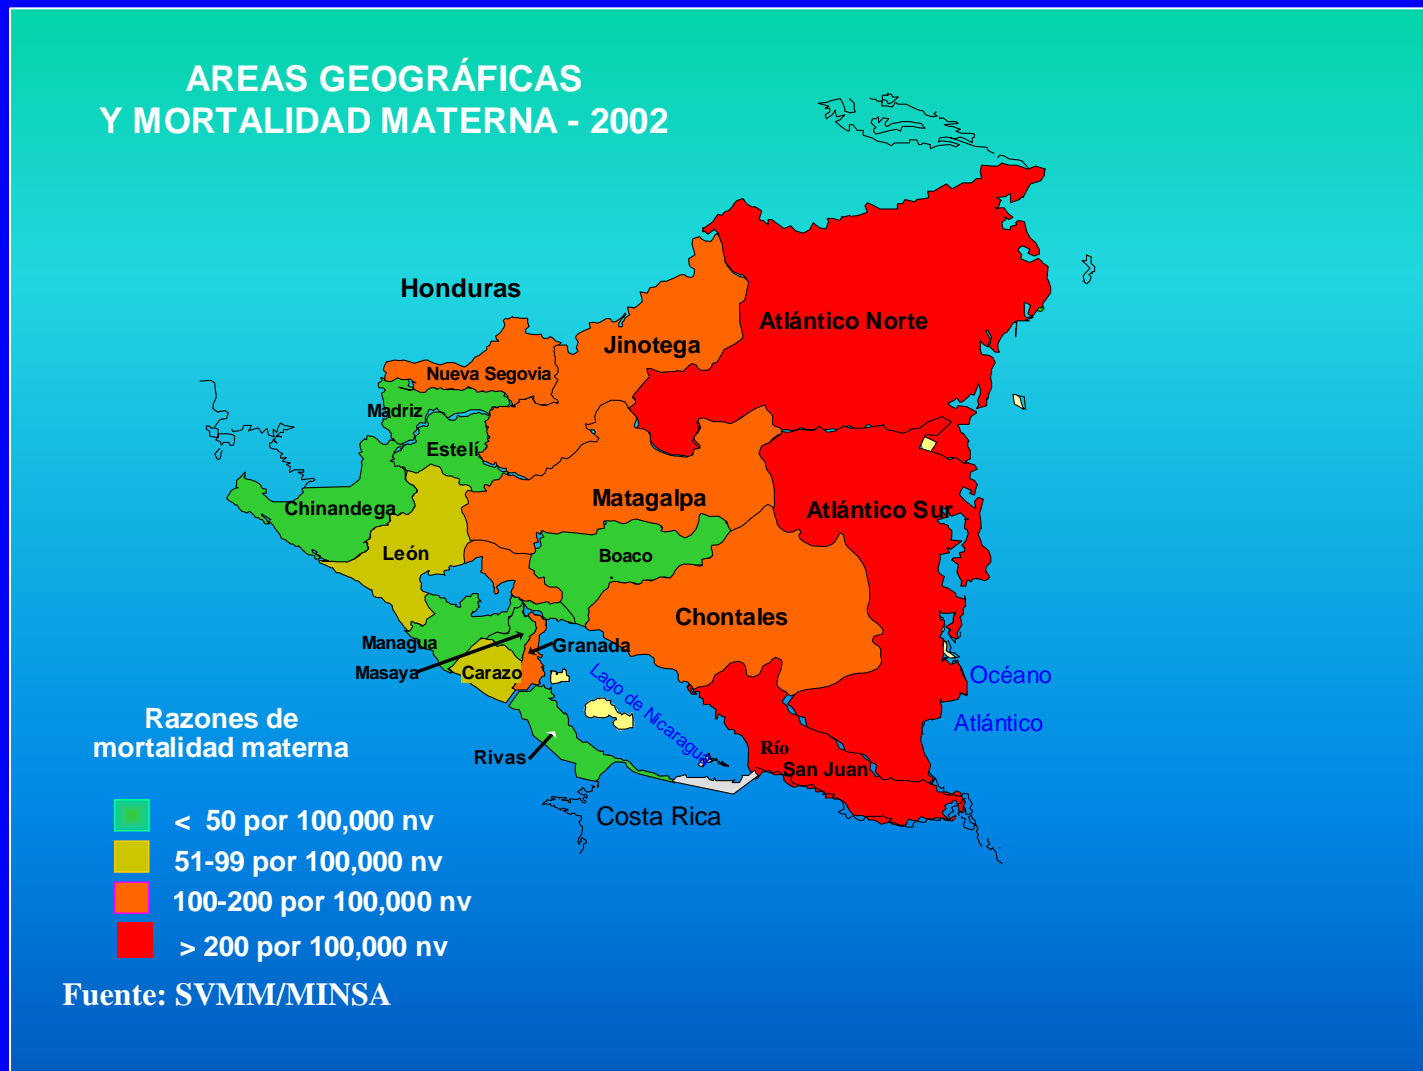 AREAS GEOGRÁFICAS
Y MORTALIDAD MATERNA - 2002
Honduras
Atlántico Norte
Jinotega
Nueva Segovia
Madriz
Estelí
Matagalpa
Chinandega
Atlántico Sur
León
Boaco
Chontales
Managua
Granada
Masaya
Carazo
Lago de Nicaragua
Océano
Atlántico
Razones de
mortalidad materna
Rivas
Río
San Juan
Costa Rica
< 50 por 100,000 nv
51-99 por 100,000 nv
100-200 por 100,000 nv
> 200 por 100,000 nv
Fuente: SVMM/MINSA